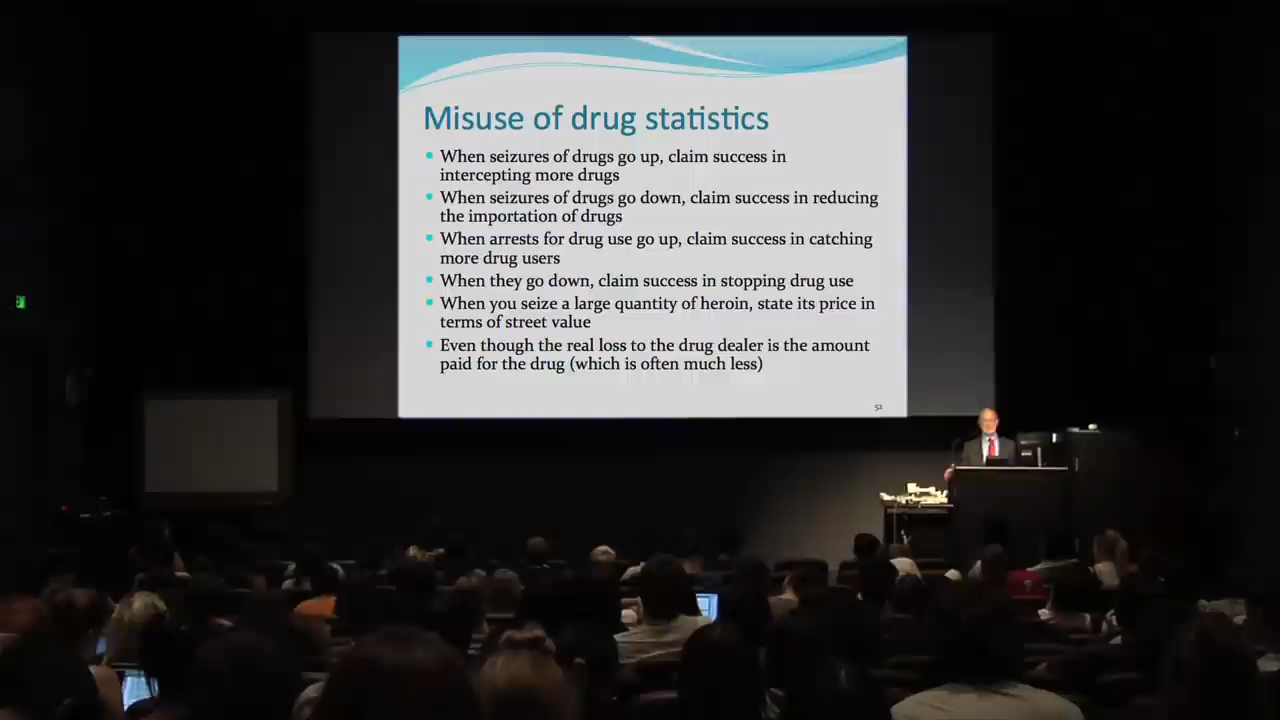 Misuse of drug statistics
When seizures of drugs go up, claim success in
intercepting more drugs
When seizures of drugs go down, claim success in reducing
the importation of drugs
When arrests for drug use go up, claim success in catching
more drug users
When they go down, claim success in stopping drug use
When you seize a large quantity of heroin, state its price in
terms of street value
Even though the real loss to the drug dealer is the amount
paid for the drug (which is often much less)
52